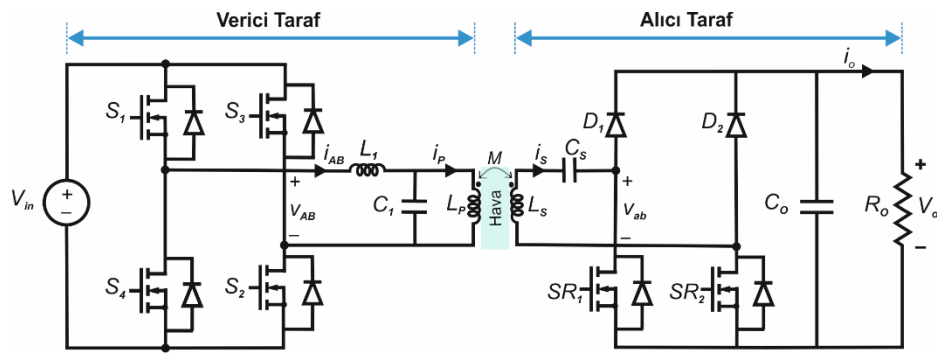 Verici Taraf
Alıcı Taraf
S1
S3
iAB
L1
iP
M
iS
CS
D1
D2
io
Vin
+
−
+
vAB
−
C1
LP
Hava
LS
+
vab
−
Co
Ro
+
Vo
−
S4
S2
SR1
SR2